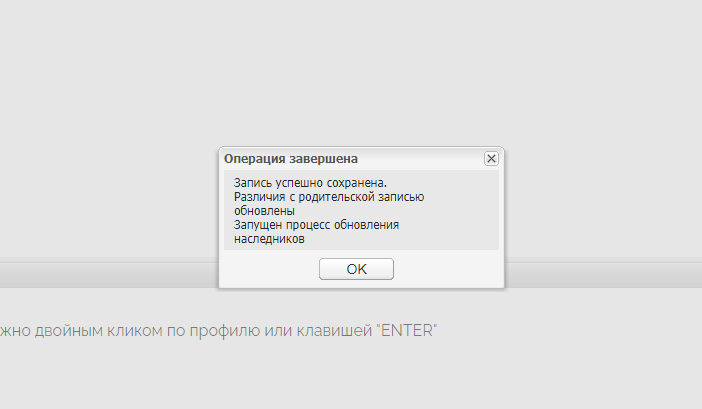 Операция завершена
Запись успешно сохранена.
Различия с родительской записью
обновлены
Запущен процесс обновления
наследников
OK
жно двойным кликом по профилю или клавишей "ENTER"